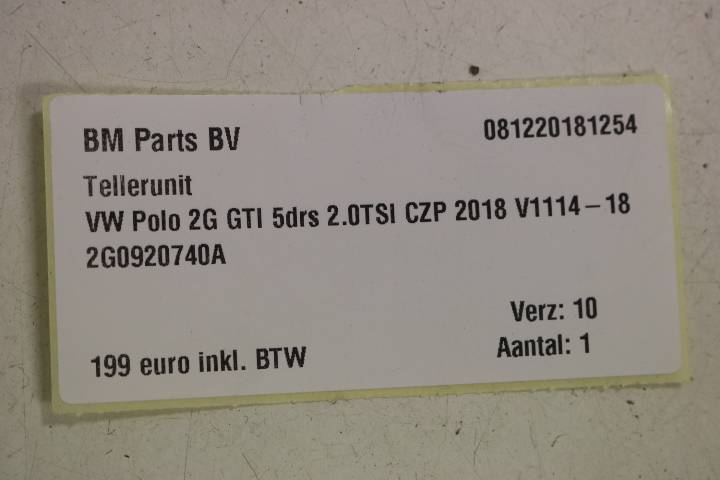 BM Parts BV
081220181254
Tellerunit
VW Polo 2G GTI 5drs 2.0TSI CZP 2018 V1114-18
2G0920740A
Verz: 10
199 euro inkl. BTW
Aantal: 1